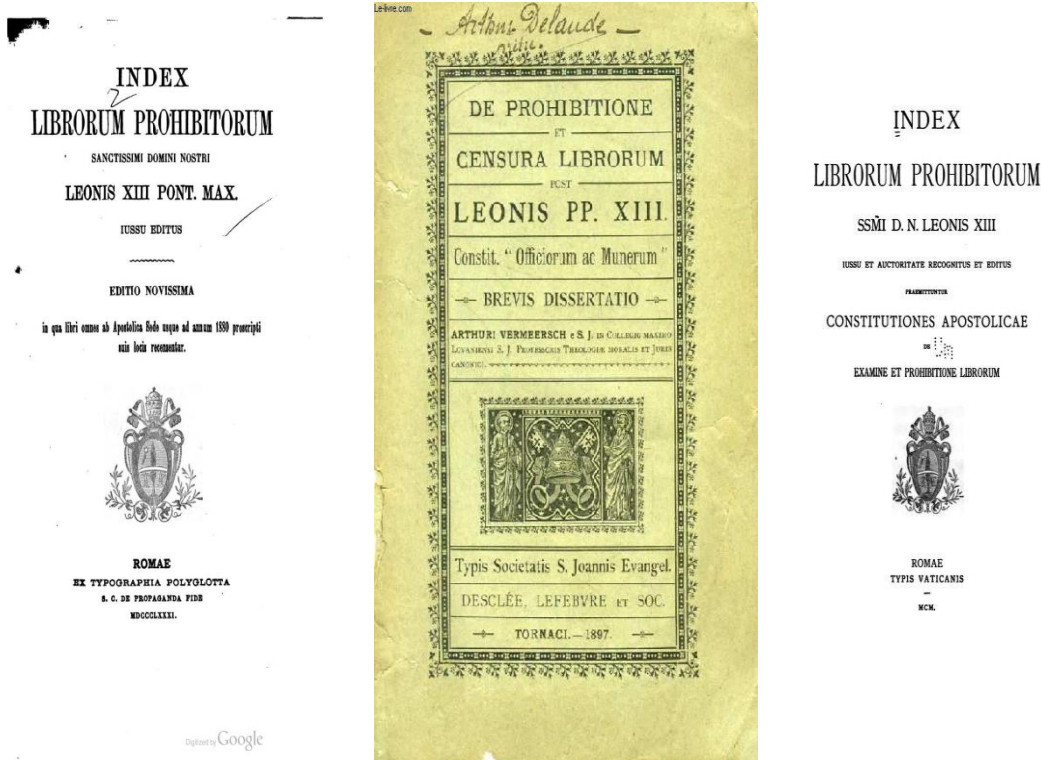 INDEX
LIBRORUM PROHIBITORUM
SANCTISSIMI DOMINI NOSTRI
LEONIS XIII PONT. MAX.
IUSSU EDITUS
EDITIO NOVISSIMA
in qua libri omnes ab Apostolica Sede usque ad annum 1880 proscripti
suis locis recensentur.
ROMAE
EX TYPOGRAPHIA POLYGLOTTA
S. C. DE PROPAGANDA FIDE
MDCCCLXXXI.
Digitized by Google
Le-livre.com
Arthur Delaude
DE PROHIBITIONE
ET
CENSURA LIBRORUM
POST
LEONIS PP. XIII.
Constit. “ Officiorum ac Munerum ”
BREVIS DISSERTATIO
ARTHURI VERMEERSCH e S. J. IN COLLEGIO MAXIMO
LOVANIENSI S. J. PROFESSORIS THEOLOGIÆ MORALIS ET JURIS
CANONICI.
Typis Societatis S. Joannis Evangel.
DESCLÉE, LEFEBVRE ET SOC.
TORNACI. — 1897.
INDEX
LIBRORUM PROHIBITORUM
SSMI D. N. LEONIS XIII
IUSSU ET AUCTORITATE RECOGNITUS ET EDITUS
PRAEMITTUNTUR
CONSTITUTIONES APOSTOLICAE
DE
EXAMINE ET PROHIBITIONE LIBRORUM
ROMAE
TYPIS VATICANIS
MCM.